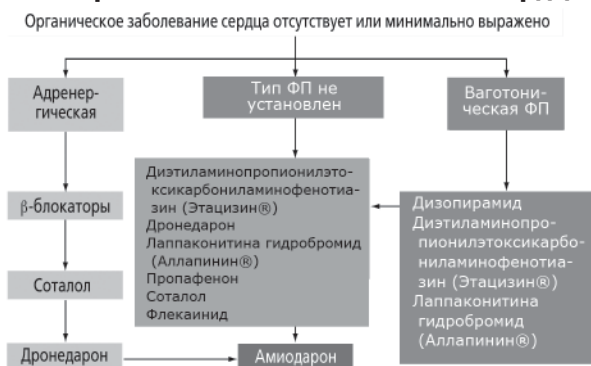 Органическое заболевание сердца отсутствует или минимально выражено
Адренер-
гическая
Тип ФП не
установлен
Ваготони-
ческая ФП
β-блокаторы
Соталол
Дронедарон
Диэтиламинопропионилэто-
ксикарбониламинофенотиа-
зин (Этацизин®)
Дронедарон
Лаппаконитина гидробромид
(Аллапинин®)
Пропафенон
Соталол
Флекаинид
Амиодарон
Дизопирамид
Диэтиламинопро-
пионилэтоксикарбо-
ниламинофенотиа-
зин (Этацизин®)
Лаппаконитина
гидробромид
(Аллапинин®)